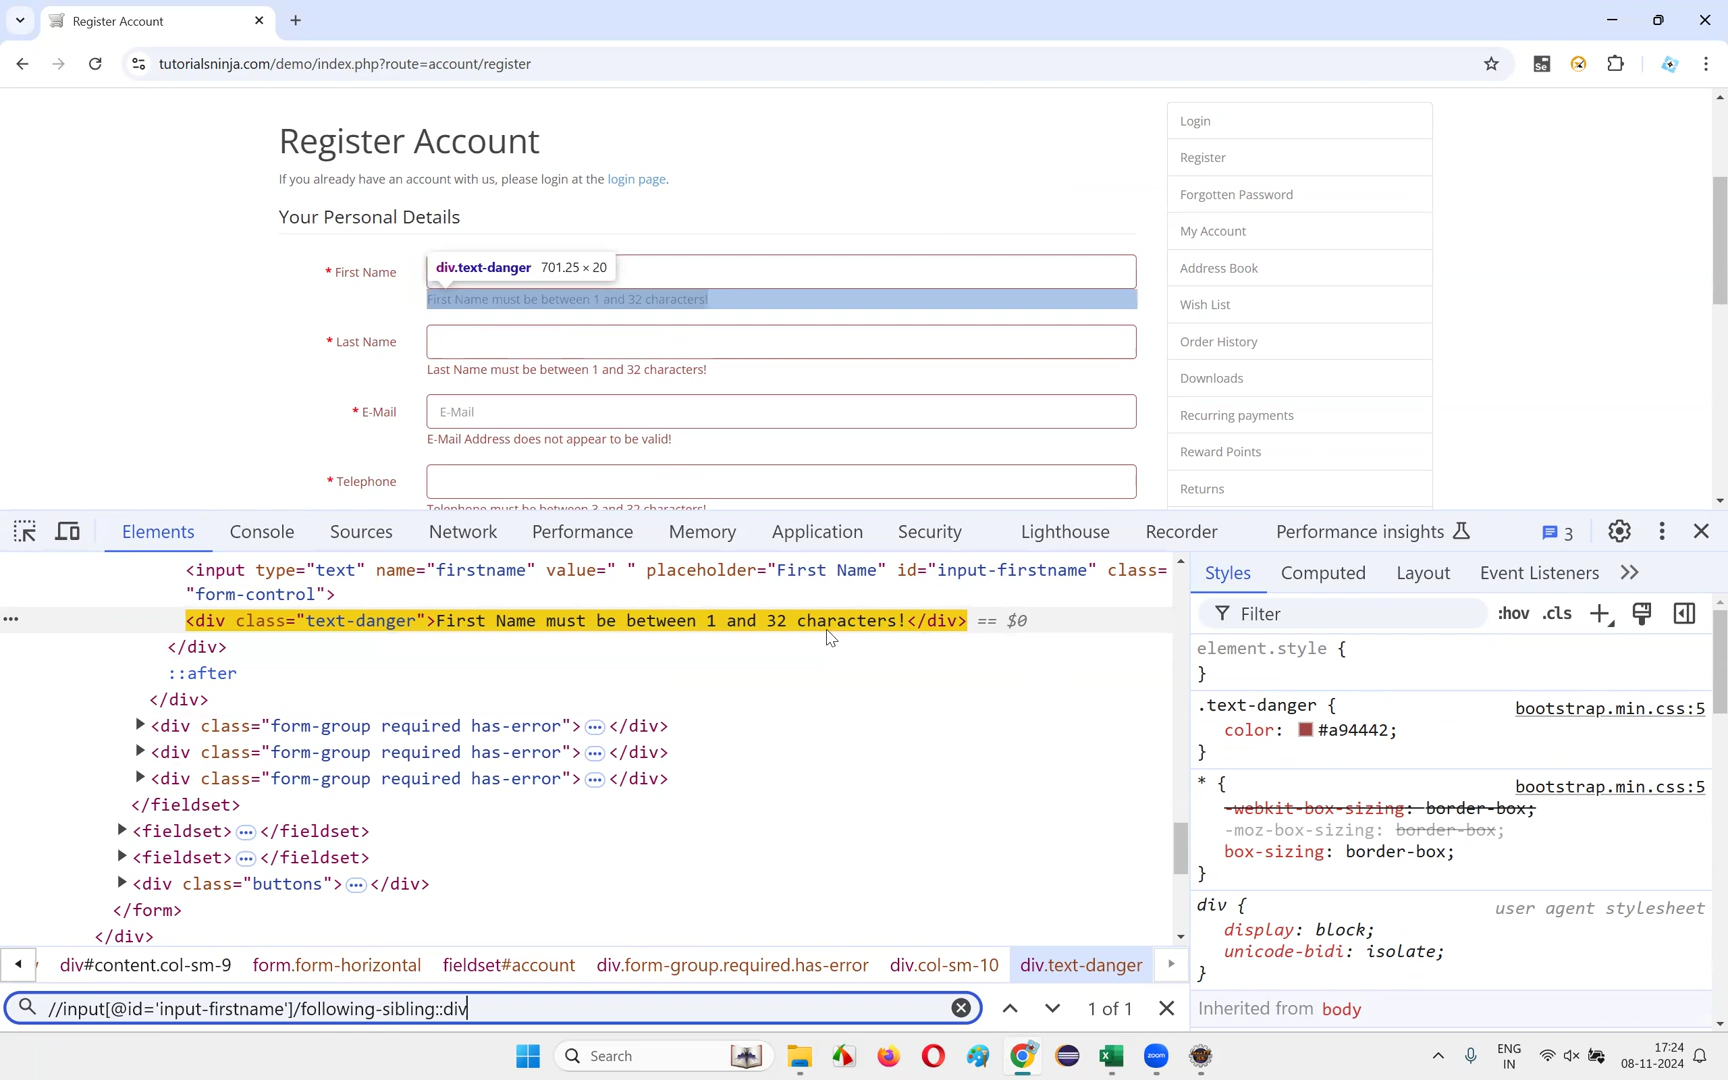 Register Account
tutorialsninja.com/demo/index.php?route=account/register
Register Account
If you already have an account with us, please login at the login page.
Your Personal Details
* First Name
div.text-danger 701.25 × 20
First Name must be between 1 and 32 characters!
* Last Name
Last Name must be between 1 and 32 characters!
* E-Mail
E-Mail
E-Mail Address does not appear to be valid!
* Telephone
Telephone must be between 3 and 32 characters!
Login
Register
Forgotten Password
My Account
Address Book
Wish List
Order History
Downloads
Recurring payments
Reward Points
Returns
Elements Console Sources Network Performance Memory Application Security Lighthouse Recorder Performance insights 3
<input type="text" name="firstname" value=" " placeholder="First Name" id="input-firstname" class=
"form-control">
<div class="text-danger">First Name must be between 1 and 32 characters!</div> == $0
</div>
::after
</div>
<div class="form-group required has-error"> </div>
<div class="form-group required has-error"> </div>
<div class="form-group required has-error"> </div>
</fieldset>
<fieldset> </fieldset>
<fieldset> </fieldset>
<div class="buttons"> </div>
</form>
</div>
div#content.col-sm-9 form.form-horizontal fieldset#account div.form-group.required.has-error div.col-sm-10 div.text-danger
//input[@id='input-firstname']/following-sibling::div
1 of 1
Styles Computed Layout Event Listeners
Filter :hov .cls
element.style {
}
.text-danger { bootstrap.min.css:5
color: #a94442;
}
* { bootstrap.min.css:5
-webkit-box-sizing: border-box;
-moz-box-sizing: border-box;
box-sizing: border-box;
}
div { user agent stylesheet
display: block;
unicode-bidi: isolate;
}
Inherited from body
Search
zoom
ENG
IN
17:24
08-11-2024